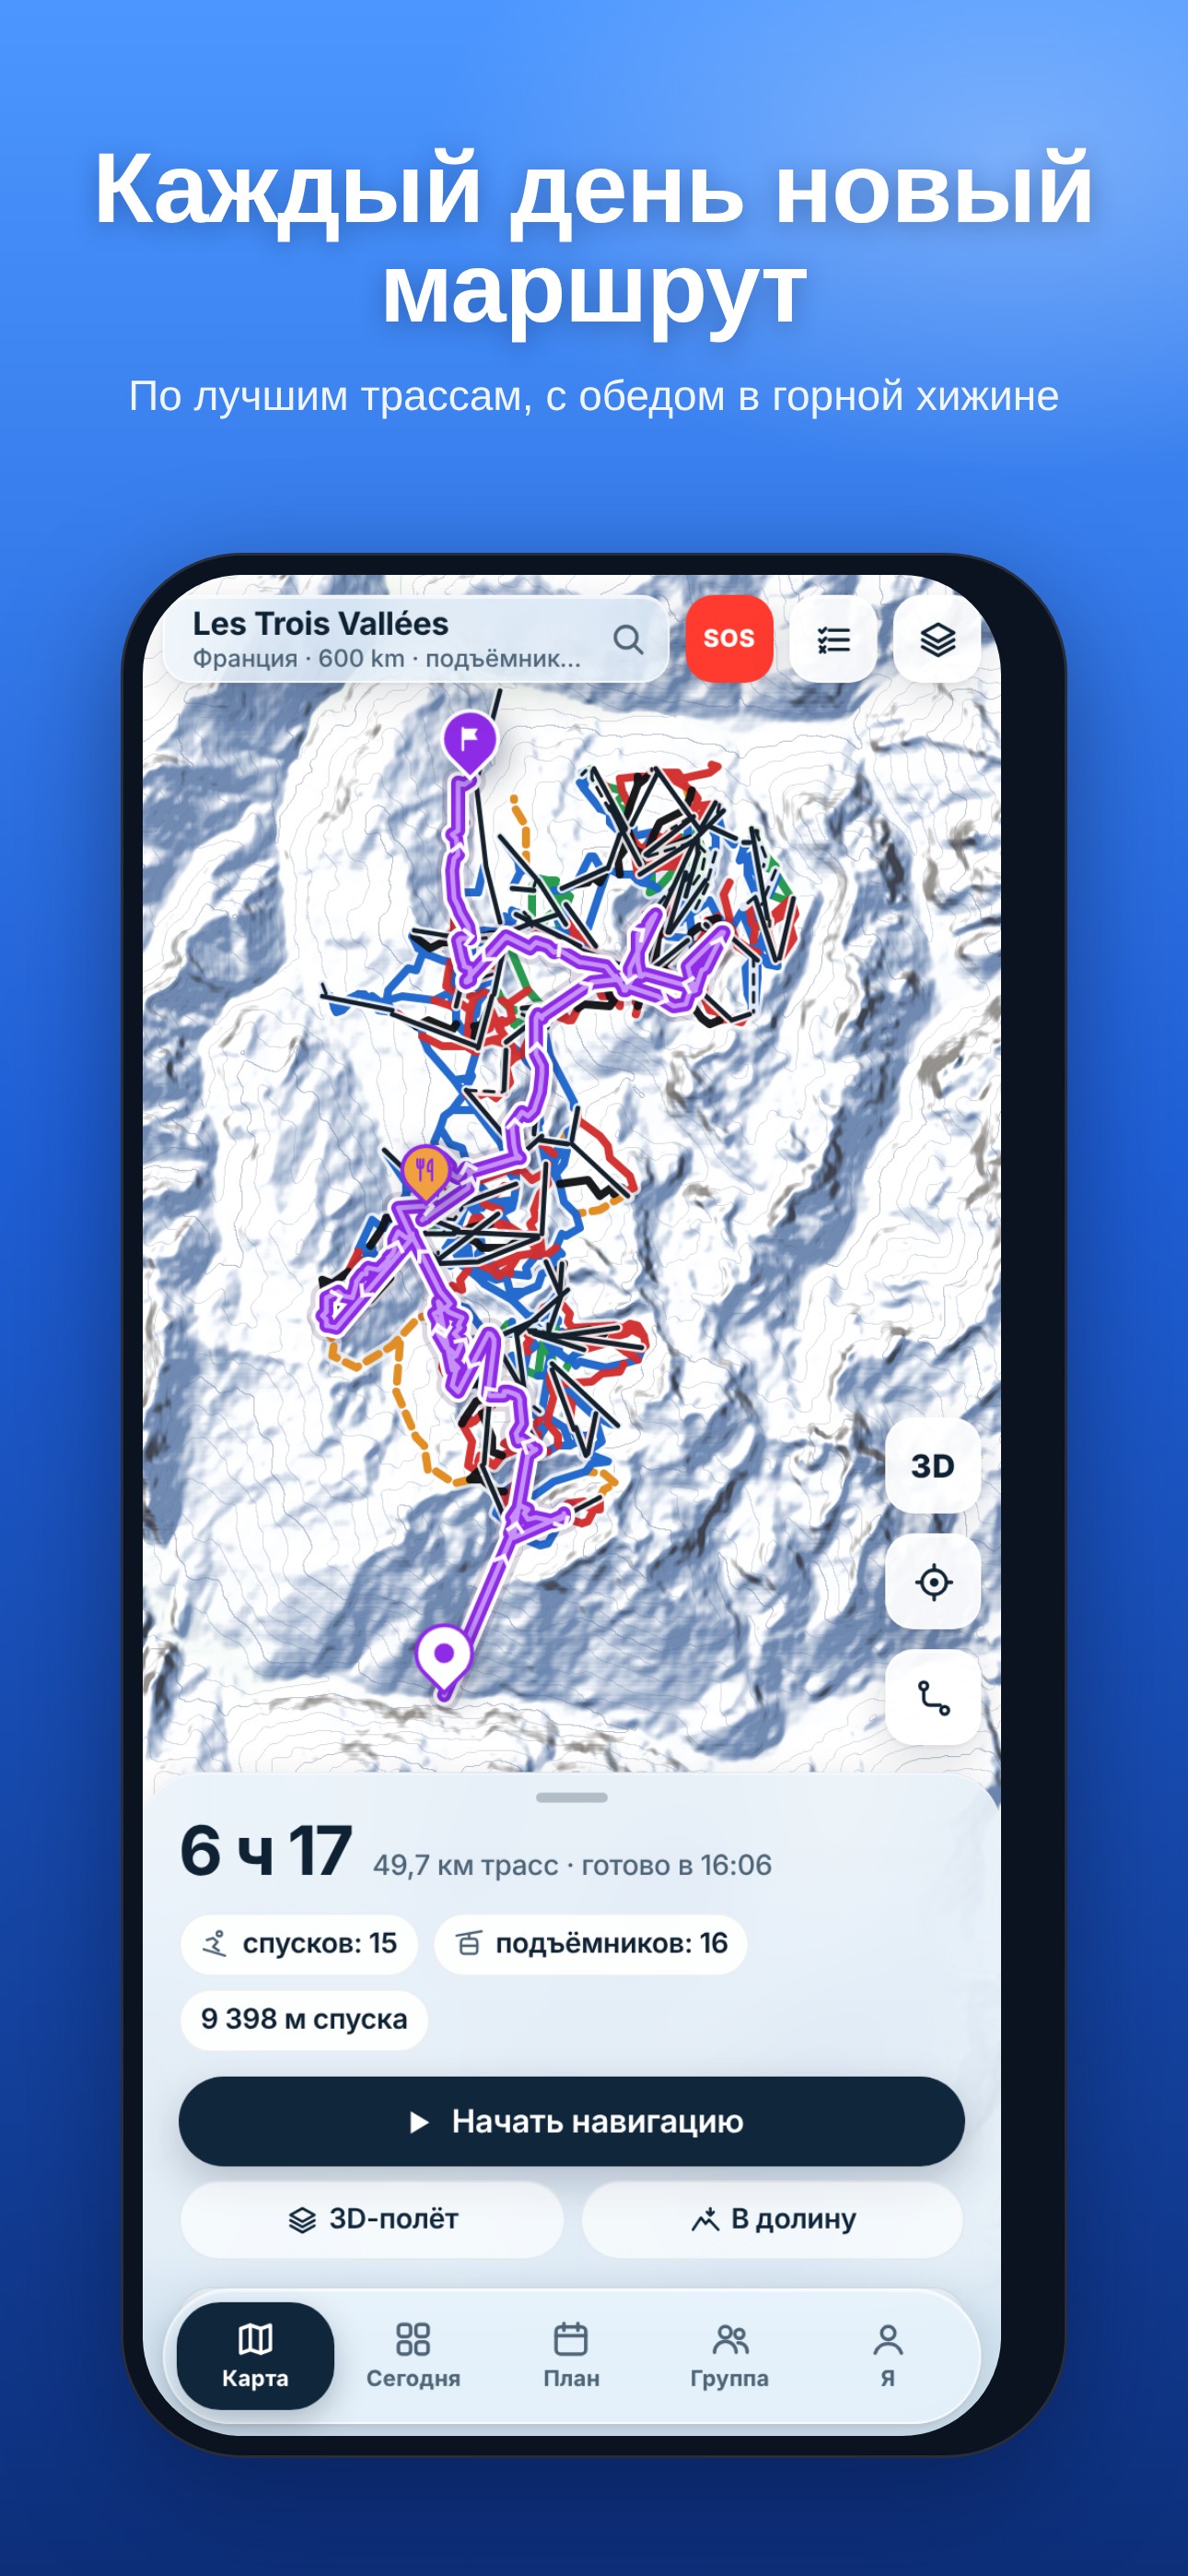 Каждый день новый
маршрут
По лучшим трассам, с обедом в горной хижине
Les Trois Vallées
Франция · 600 km · подъёмник...
SOS
3D
6 ч 17
49,7 км трасс · готово в 16:06
спусков: 15
подъёмников: 16
9 398 м спуска
Начать навигацию
3D-полёт
В долину
Карта
Сегодня
План
Группа
Я